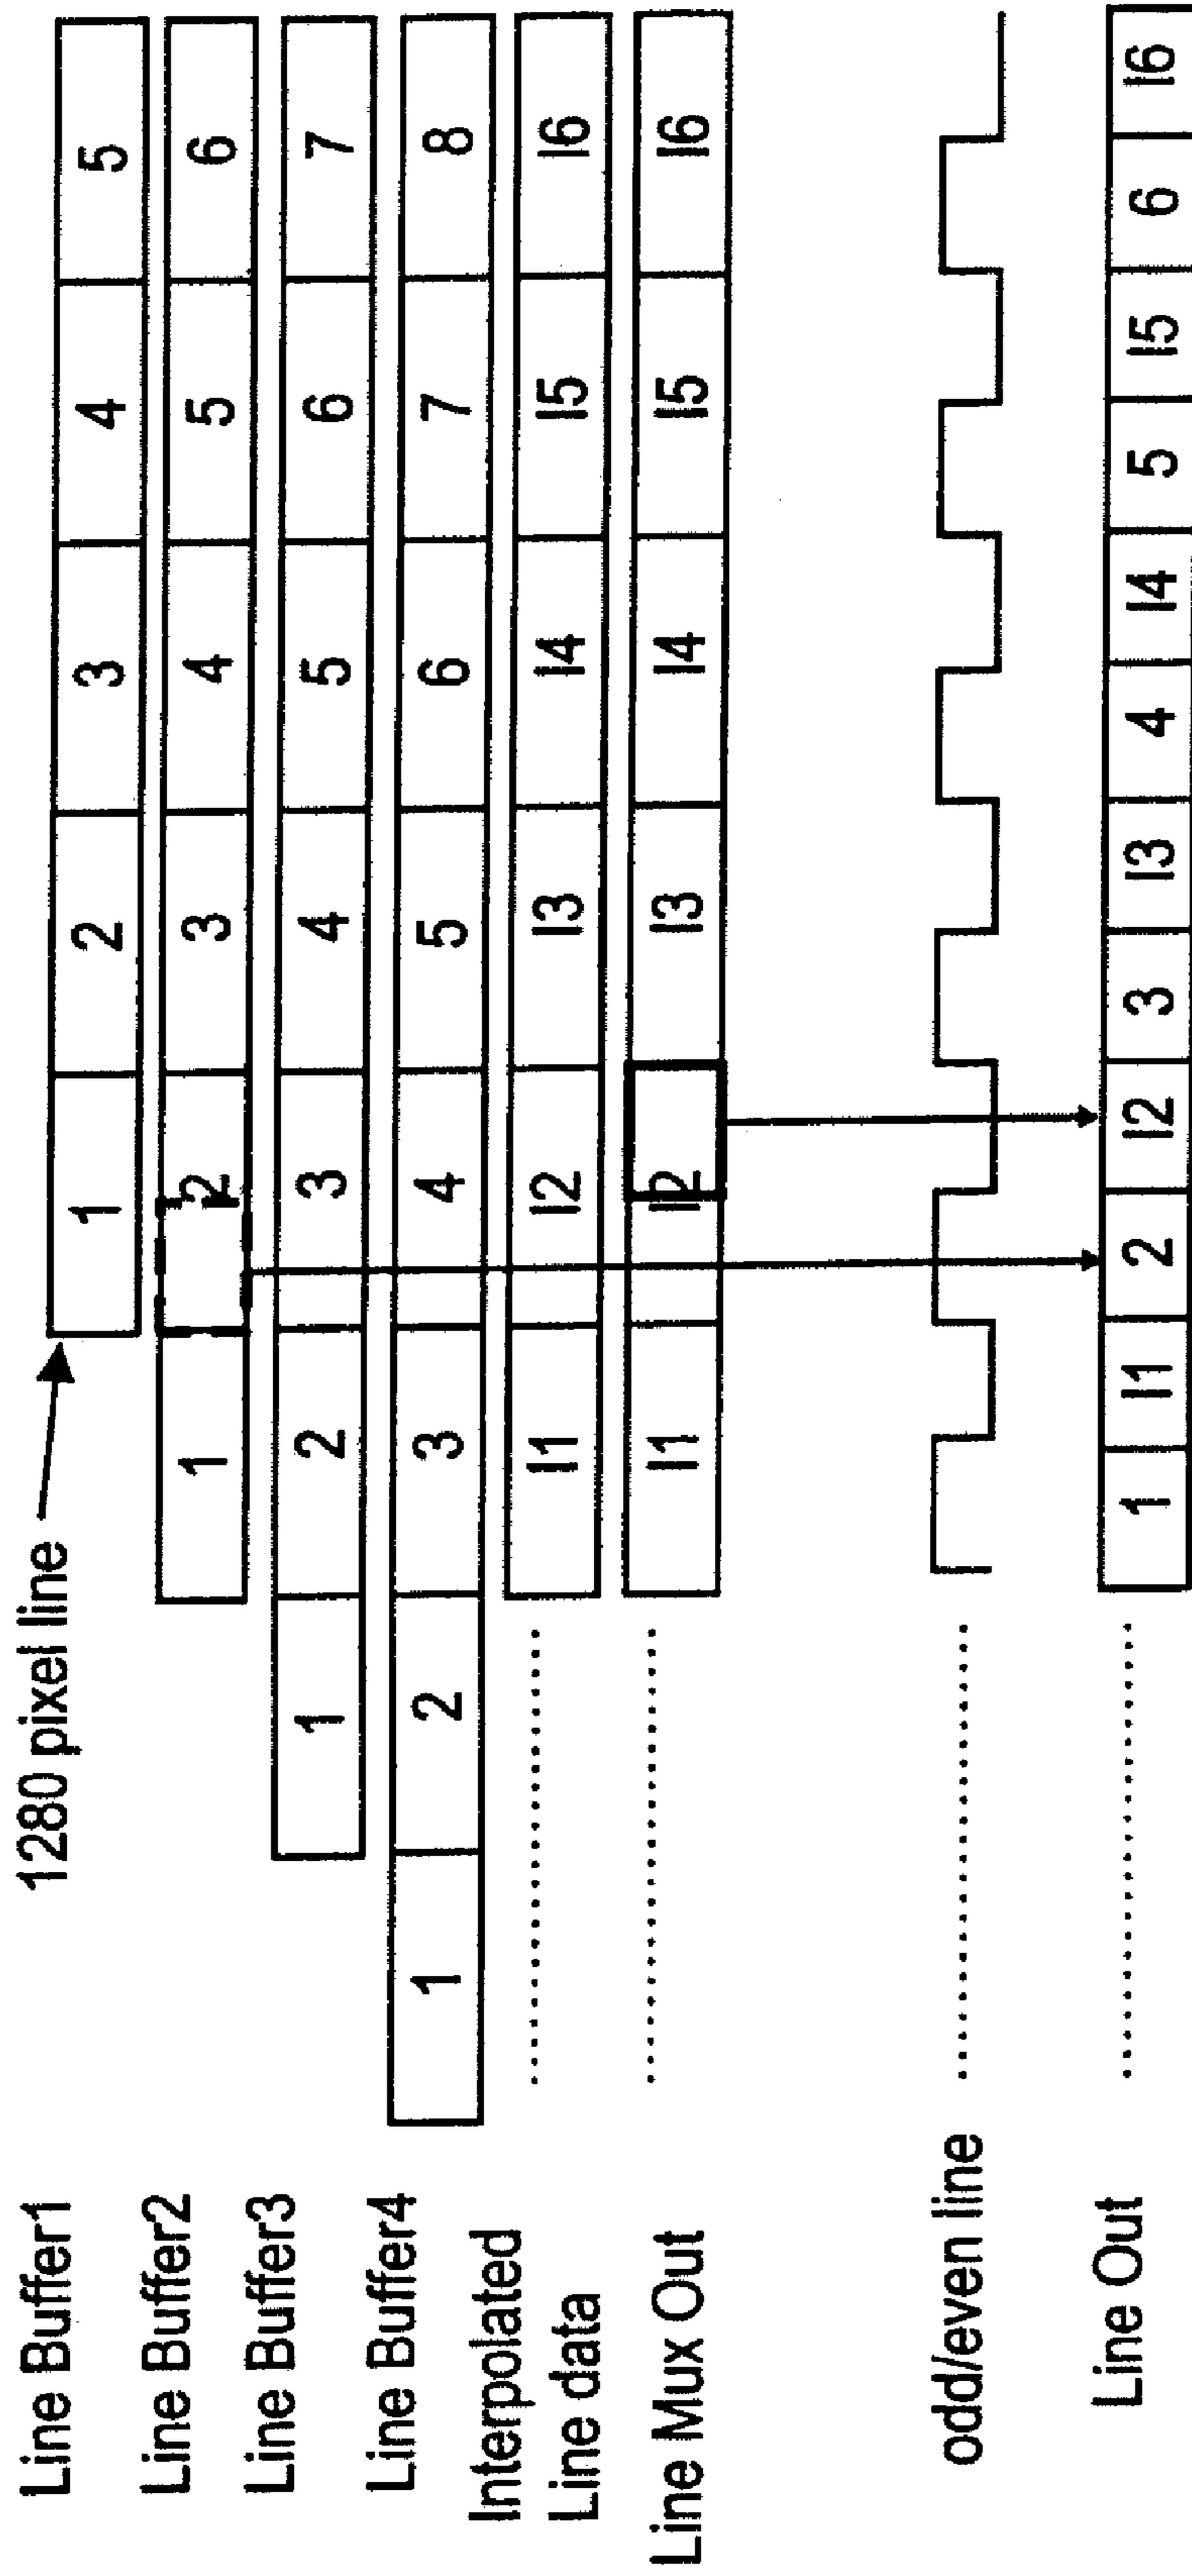 1280 pixel line
Line Buffer1 1 2 3 4 5
Line Buffer2 1 2 3 4 5 6
Line Buffer3 1 2 3 4 5 6 7
Line Buffer4 1 2 3 4 5 6 7 8
Interpolated
Line data I1 I2 I3 I4 I5 I6
Line Mux Out I1 I2 I3 I4 I5 I6
odd/even line
Line Out 1 I1 2 I2 3 I3 4 I4 5 I5 6 I6